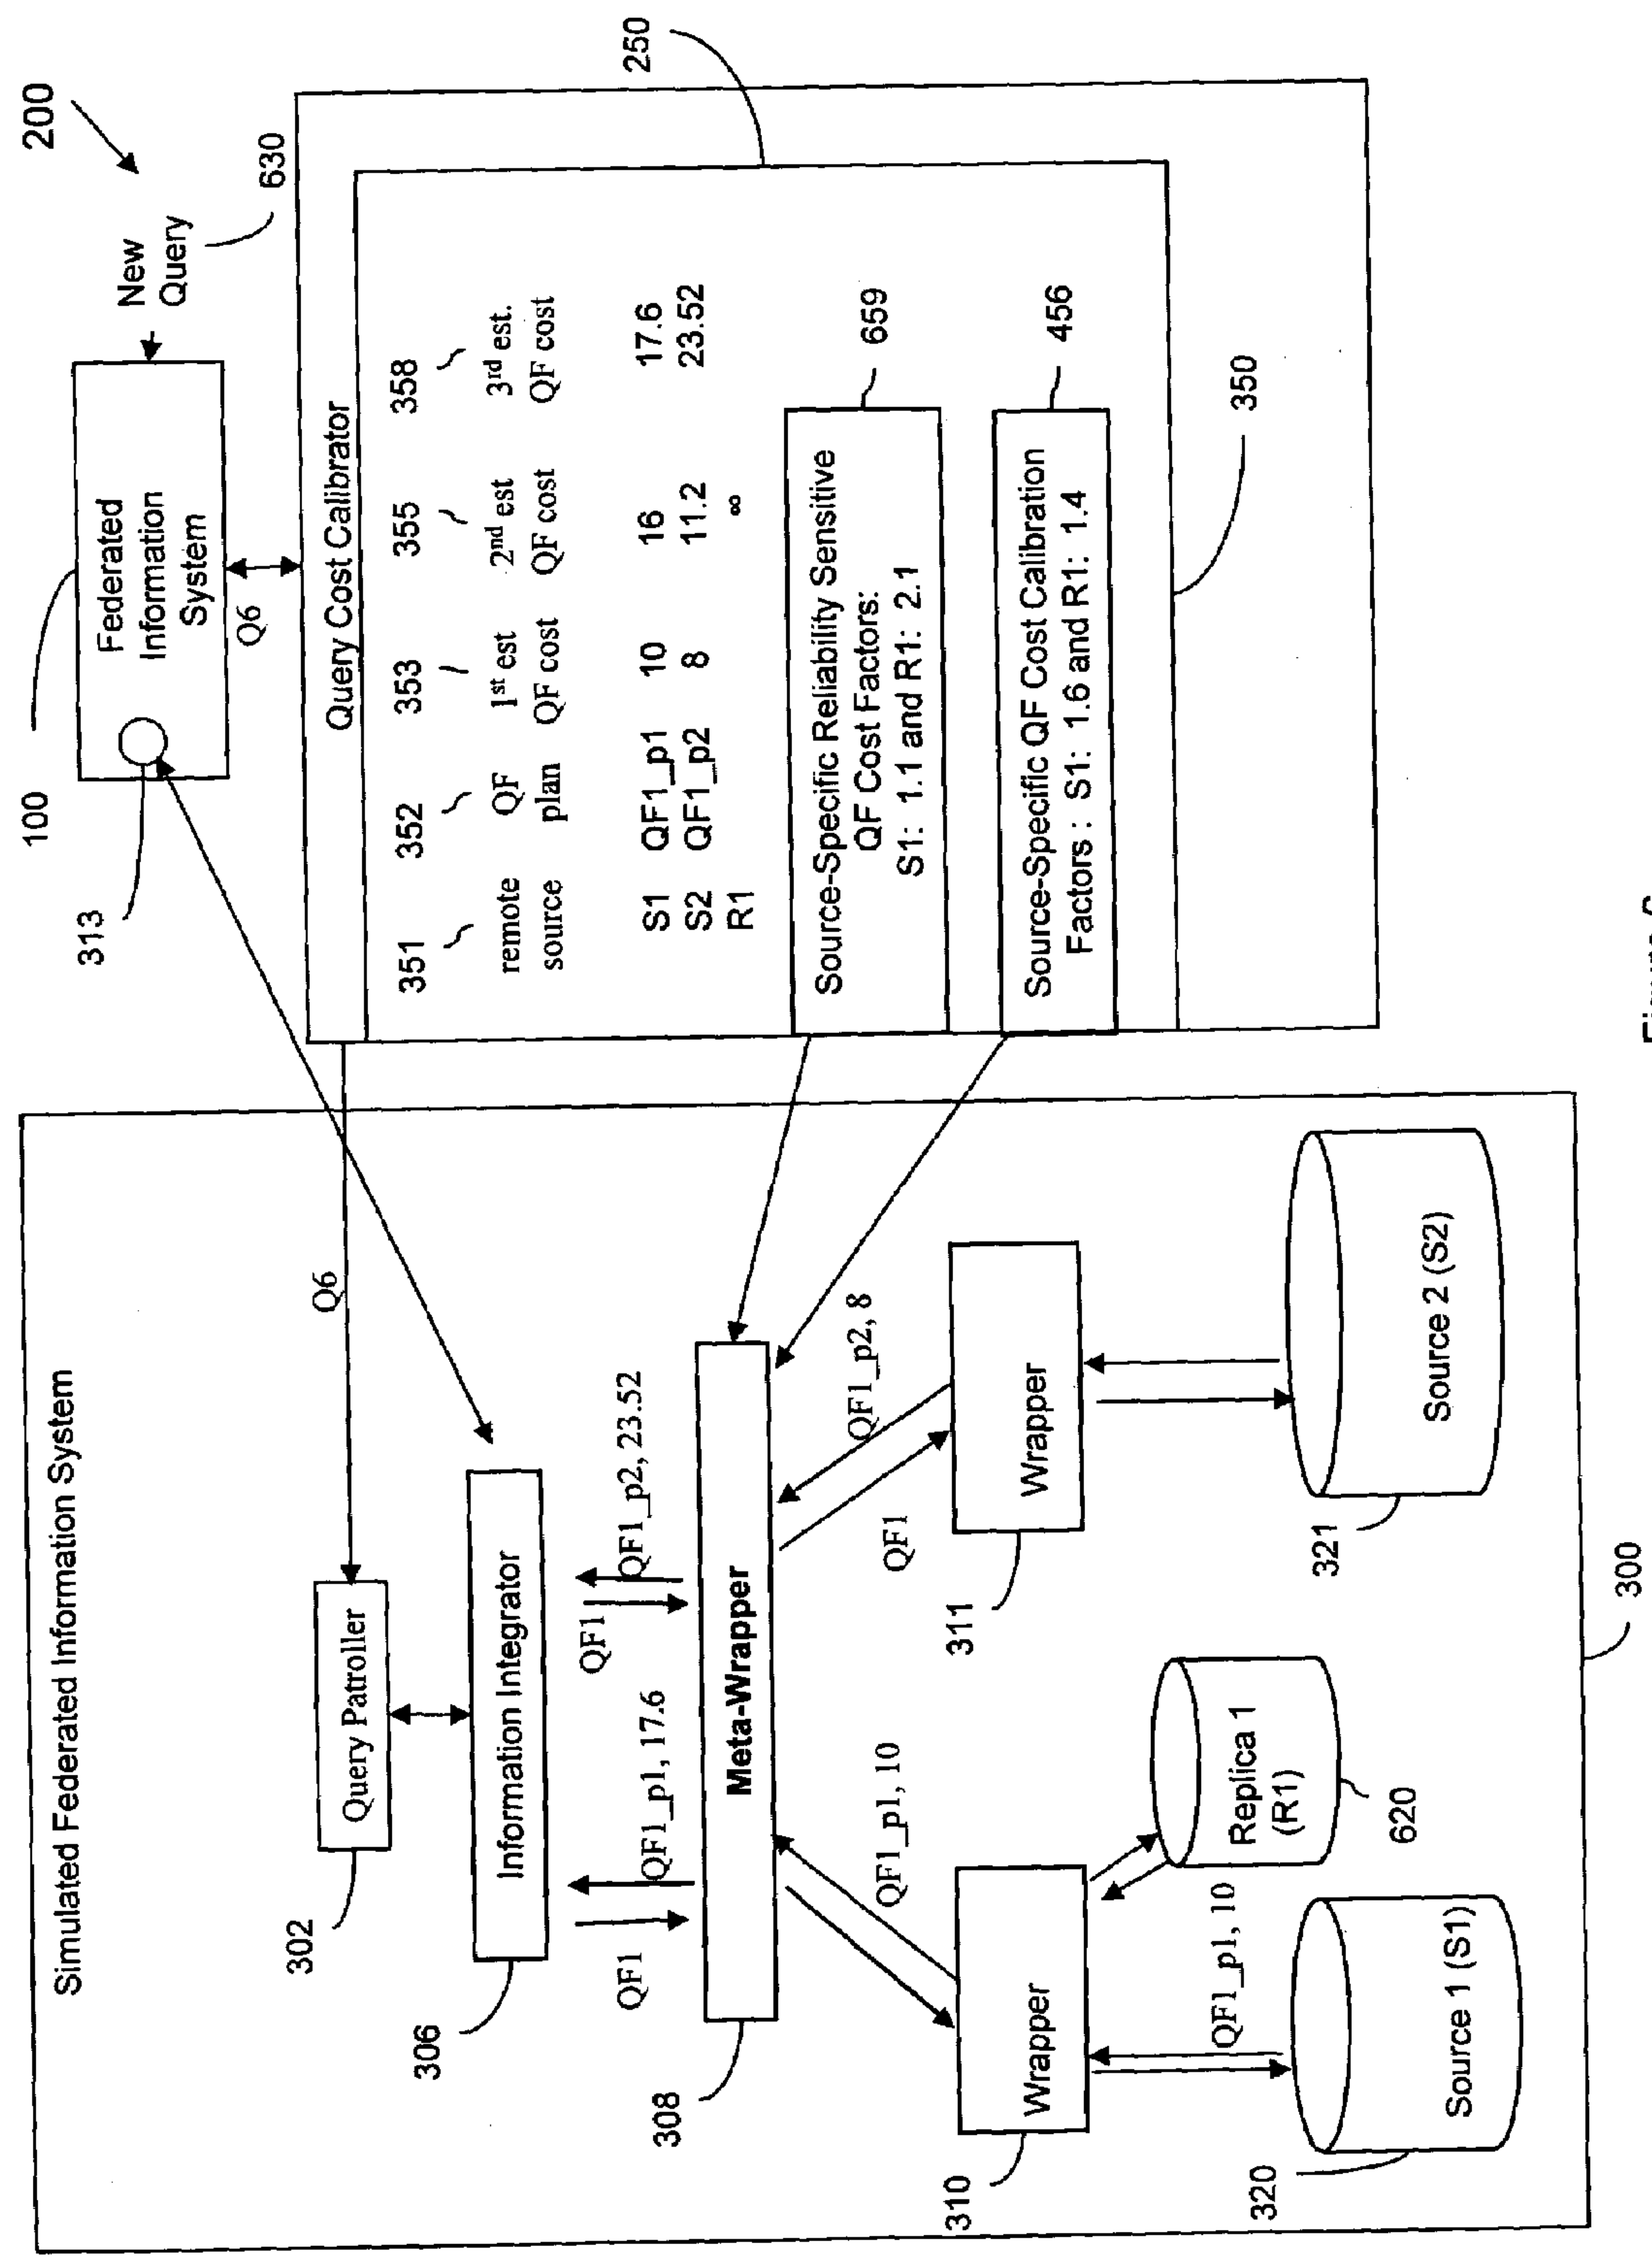 200
New
Query
630
100
Federated
Information
System
313
Q6
250
Query Cost Calibrator
351
352
353
355
358
remote
source
QF
plan
1st est
QF cost
2nd est
QF cost
3rd est.
QF cost
S1 QF1_p1 10 16 17.6
S2 QF1_p2 8 11.2 23.52
R1 ∞
Source-Specific Reliability Sensitive
QF Cost Factors:
S1: 1.1 and R1: 2.1
659
Source-Specific QF Cost Calibration
Factors : S1: 1.6 and R1: 1.4
456
350
Simulated Federated Information System
Q6
Query Patroller
302
Information Integrator
306
QF1
QF1_p1, 17.6
QF1
QF1_p2, 23.52
Meta-Wrapper
308
QF1_p1, 10
QF1
QF1_p2, 8
Wrapper
310
Wrapper
311
QF1_p1, 10
Replica 1
(R1)
620
Source 1 (S1)
320
Source 2 (S2)
321
300